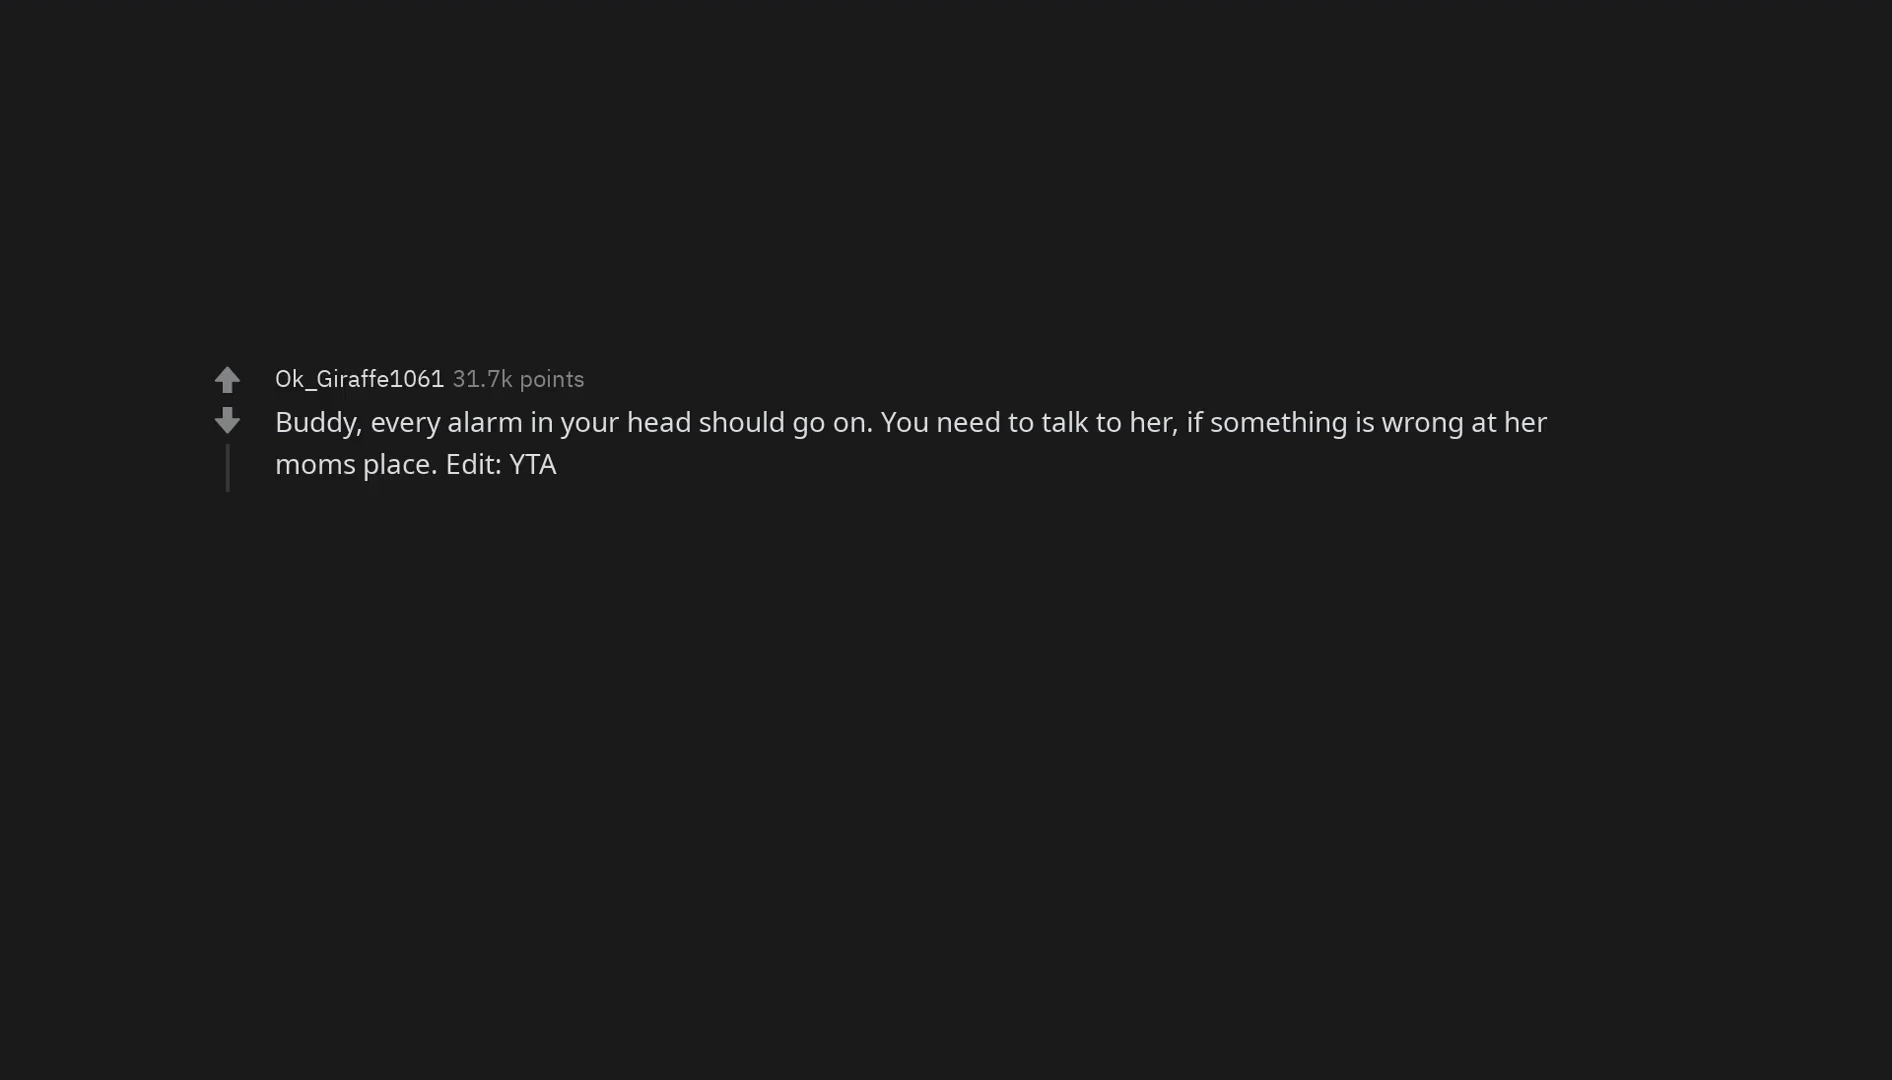 Ok_Giraffe1061 31.7k points
Buddy, every alarm in your head should go on. You need to talk to her, if something is wrong at her
moms place. Edit: YTA